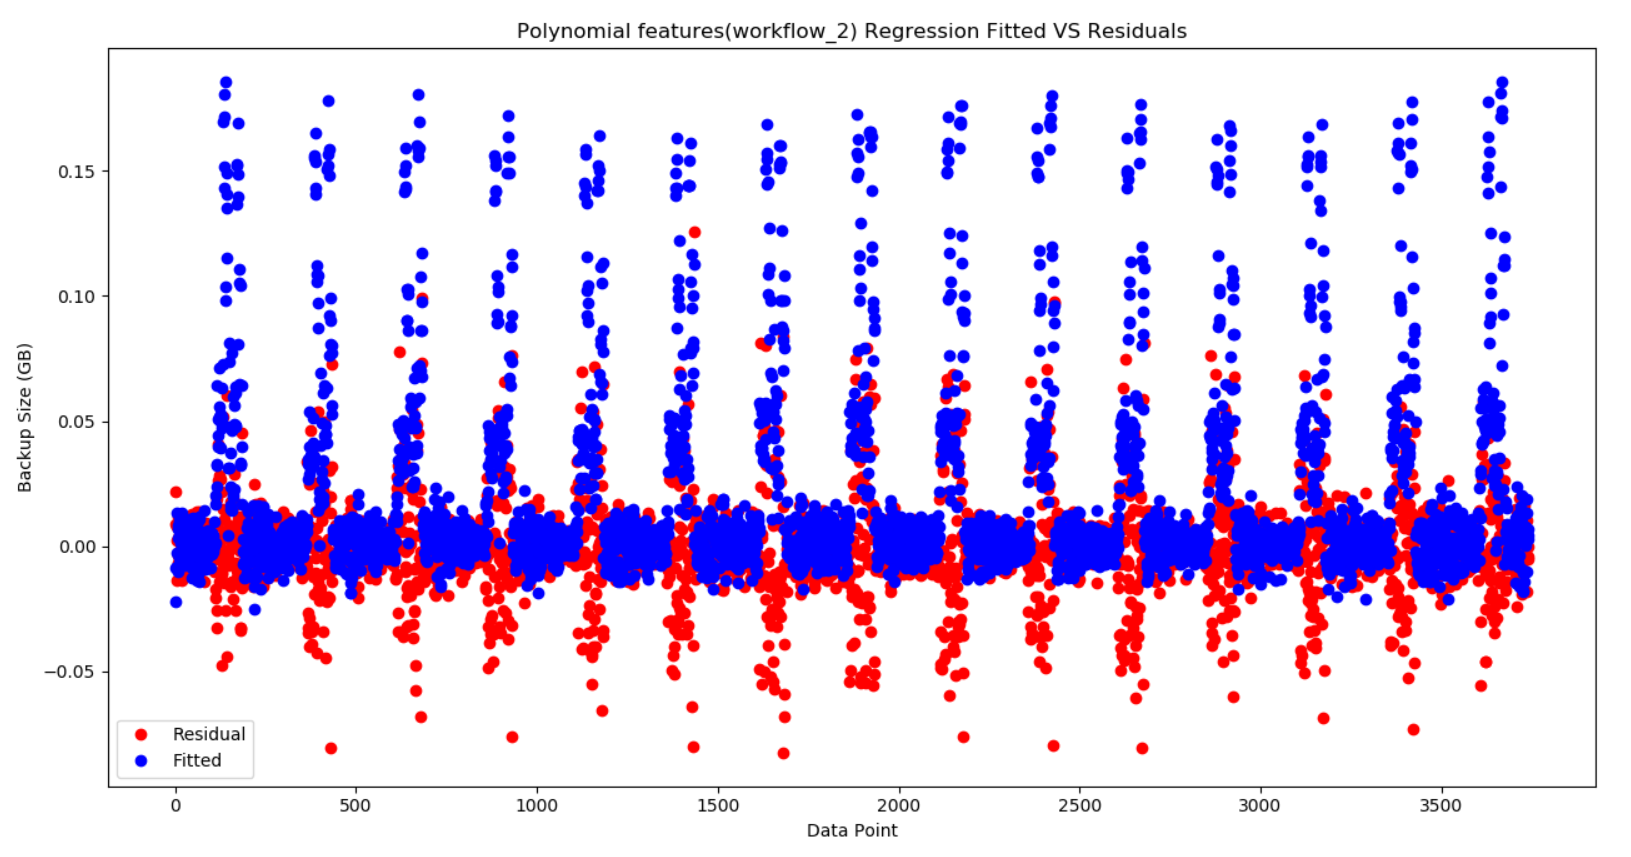 Polynomial features(workflow_2) Regression Fitted VS Residuals
Backup Size (GB)
0.15
0.10
0.05
0.00
−0.05
Residual
Fitted
0 500 1000 1500 2000 2500 3000 3500
Data Point